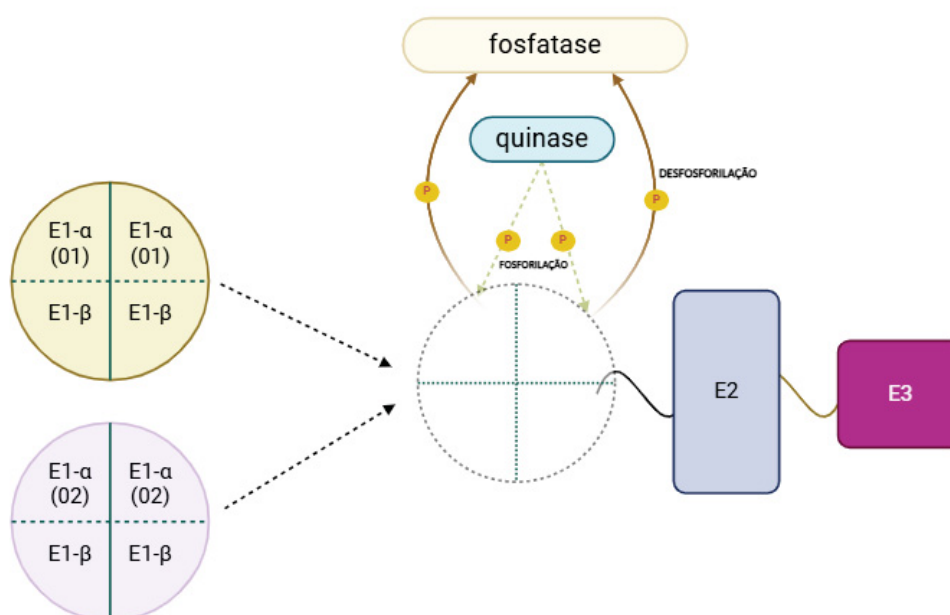 fosfatase
quinase
DESFOSFORILAÇÃO
P
P
P
P
FOSFORILAÇÃO
E1-α
(01)
E1-α
(01)
E1-β
E1-β
E2
E3
E1-α
(02)
E1-α
(02)
E1-β
E1-β